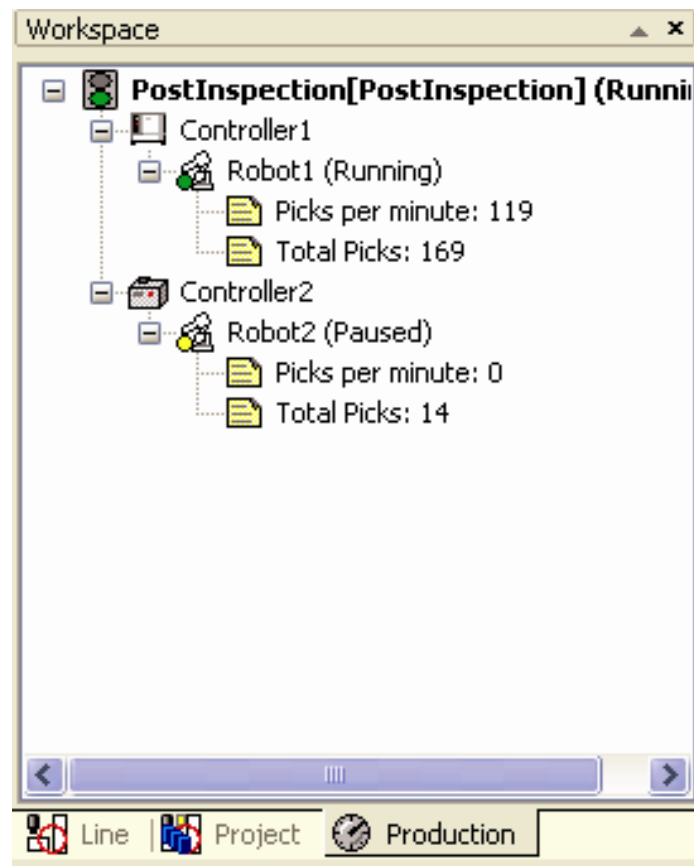 Workspace
PostInspection[PostInspection] (Runni
Controller1
Robot1 (Running)
Picks per minute: 119
Total Picks: 169
Controller2
Robot2 (Paused)
Picks per minute: 0
Total Picks: 14
Line Project Production